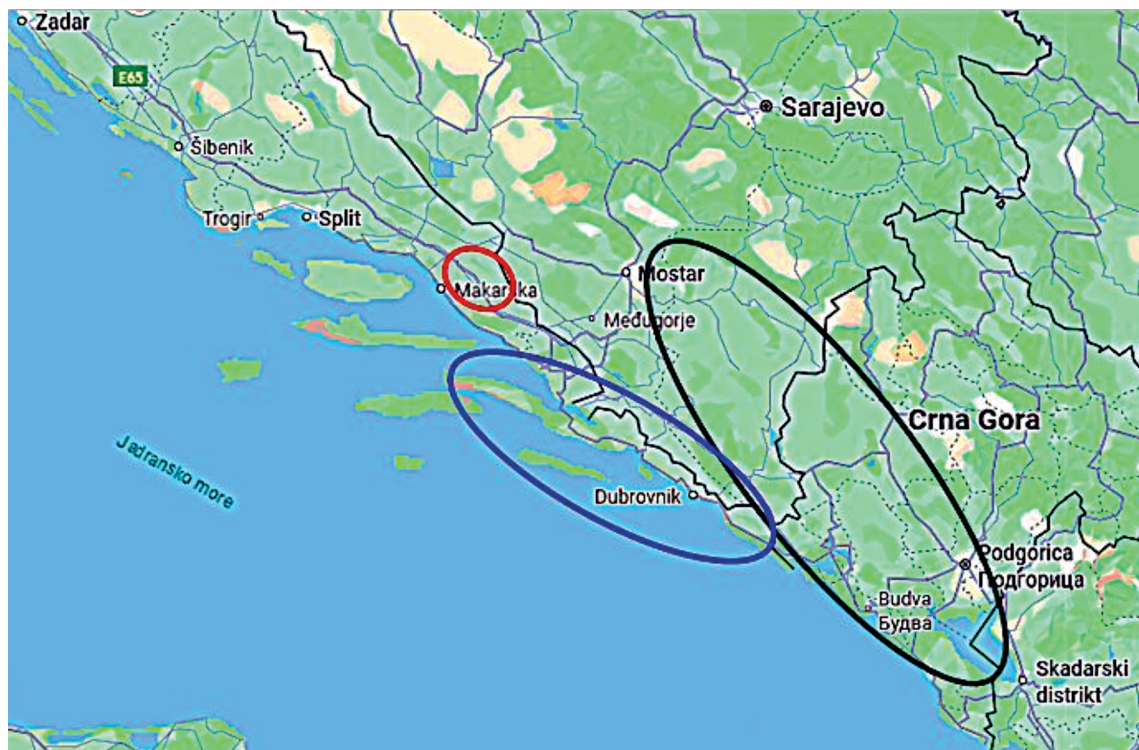 Zadar
E65
Sarajevo
Šibenik
Trogir
Split
Mostar
Makarska
Međugorje
Crna Gora
Jadransko more
Dubrovnik
Podgorica
Подгорица
Budva
Будва
Skadarski
distrikt